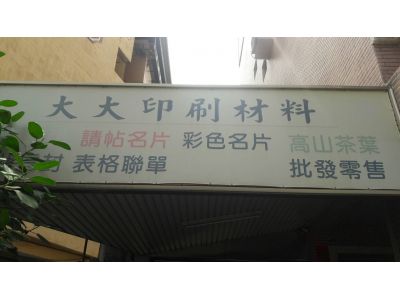 大大印刷材料
請帖名片 彩色名片 高山茶葉
材 表格聯單 批發零售